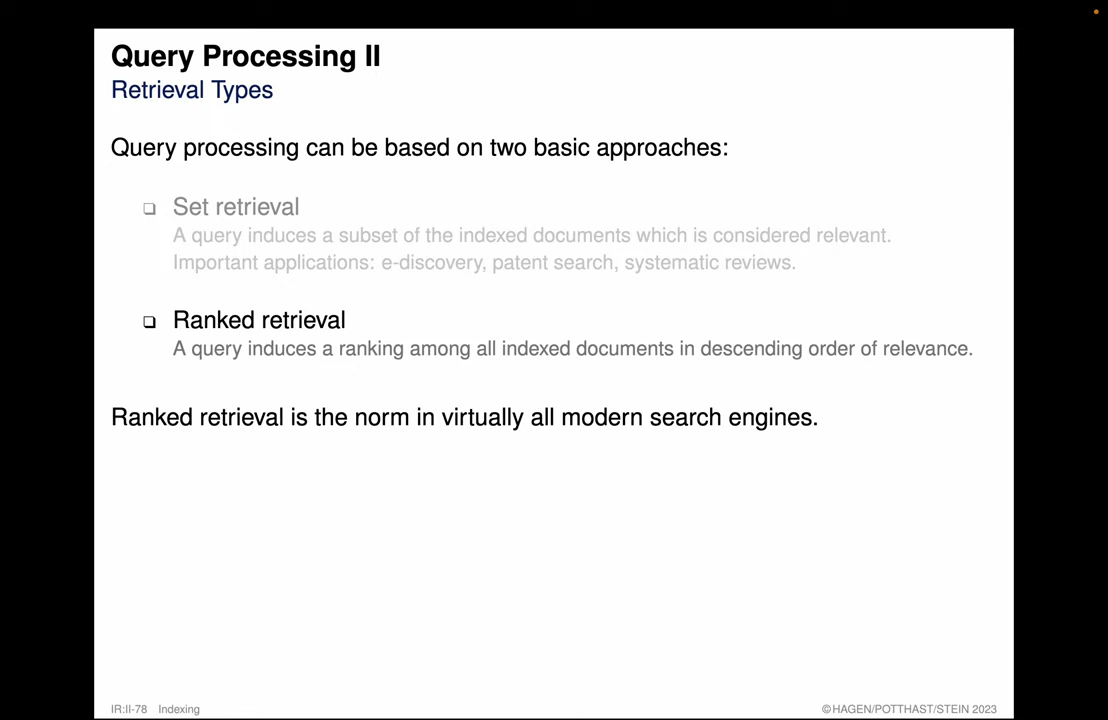 Query Processing II
Retrieval Types
Query processing can be based on two basic approaches:
❑ Set retrieval
A query induces a subset of the indexed documents which is considered relevant.
Important applications: e-discovery, patent search, systematic reviews.
❑ Ranked retrieval
A query induces a ranking among all indexed documents in descending order of relevance.
Ranked retrieval is the norm in virtually all modern search engines.
IR:II-78 Indexing
©HAGEN/POTTHAST/STEIN 2023